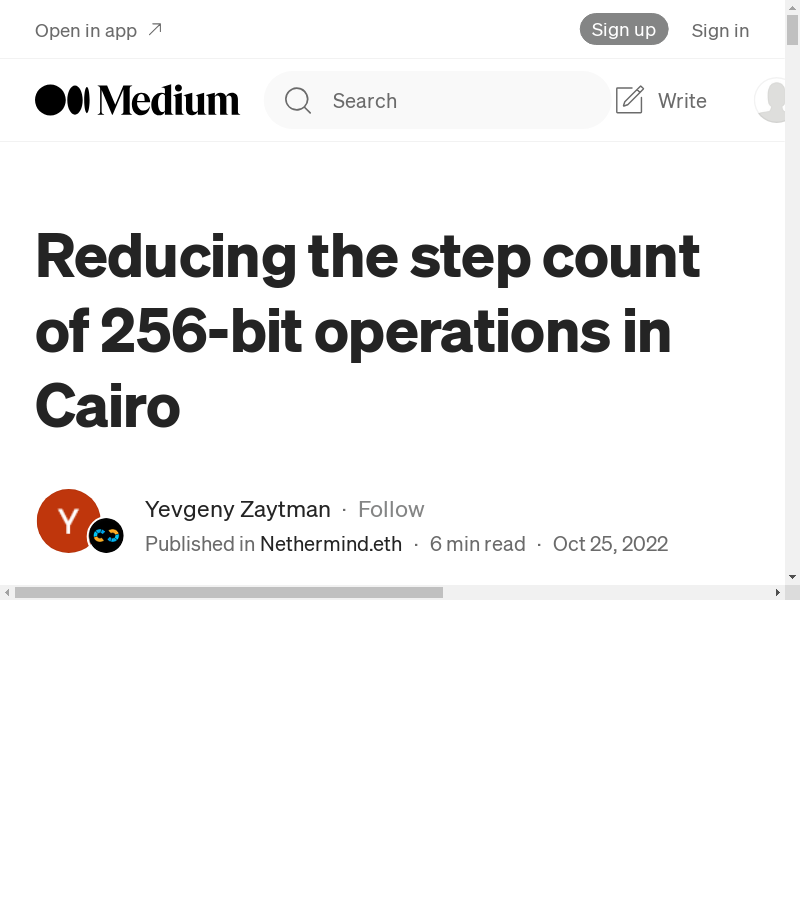 Open in app
Sign up
Sign in
Medium
Search
Write
Reducing the step count
of 256-bit operations in
Cairo
Y
Yevgeny Zaytman · Follow
Published in Nethermind.eth · 6 min read · Oct 25, 2022